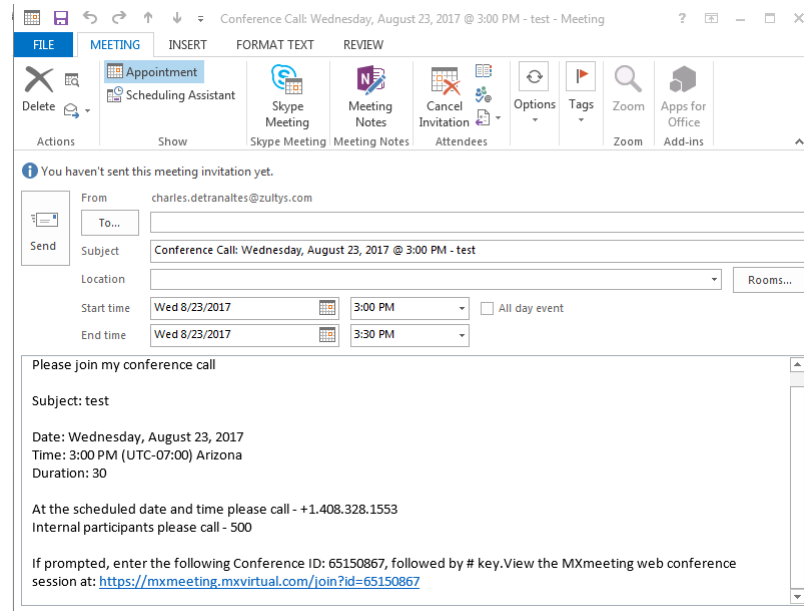 Conference Call: Wednesday, August 23, 2017 @ 3:00 PM - test - Meeting
FILE MEETING INSERT FORMAT TEXT REVIEW
Delete
Actions
Appointment
Scheduling Assistant
Show
Skype Meeting
Skype Meeting
Meeting Notes
Meeting Notes
Cancel Invitation
Attendees
Options
Tags
Zoom
Zoom
Apps for Office
Add-ins
You haven't sent this meeting invitation yet.
Send
From charles.detranaltes@zultys.com
To...
Subject Conference Call: Wednesday, August 23, 2017 @ 3:00 PM - test
Location Rooms...
Start time Wed 8/23/2017 3:00 PM All day event
End time Wed 8/23/2017 3:30 PM
Please join my conference call
Subject: test
Date: Wednesday, August 23, 2017
Time: 3:00 PM (UTC-07:00) Arizona
Duration: 30
At the scheduled date and time please call - +1.408.328.1553
Internal participants please call - 500
If prompted, enter the following Conference ID: 65150867, followed by # key.View the MXmeeting web conference
session at: https://mxmeeting.mxvirtual.com/join?id=65150867